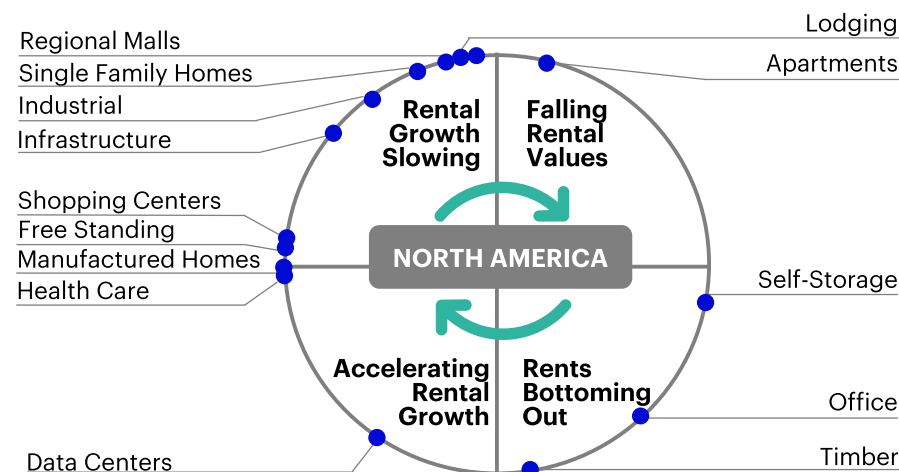 Lodging
Regional Malls
Apartments
Single Family Homes
Industrial
Infrastructure
Rental
Growth
Slowing
Falling
Rental
Values
Shopping Centers
Free Standing
Manufactured Homes
Health Care
NORTH AMERICA
Self-Storage
Accelerating
Rental
Growth
Rents
Bottoming
Out
Office
Timber
Data Centers